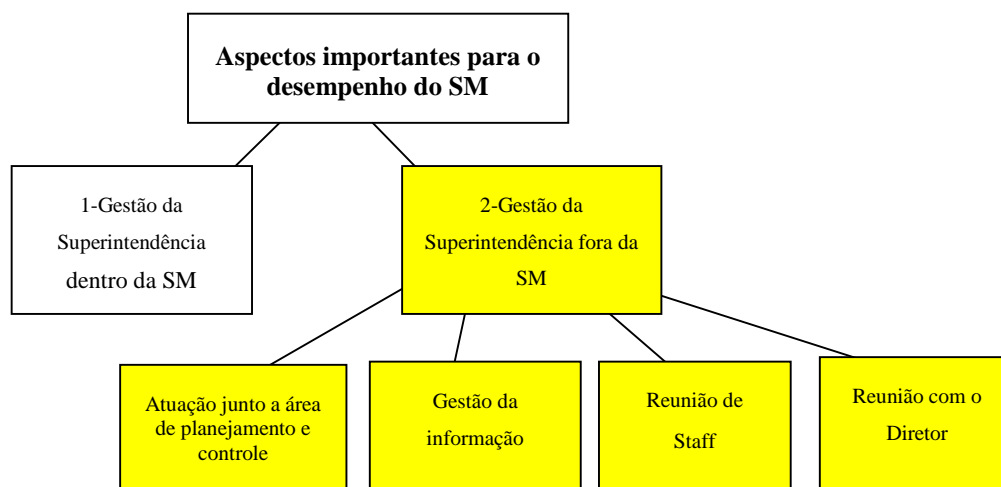 Aspectos importantes para o
desempenho do SM
1-Gestão da
Superintendência
dentro da SM
2-Gestão da
Superintendência fora da
SM
Atuação junto a área
de planejamento e
controle
Gestão da
informação
Reunião de
Staff
Reunião com o
Diretor